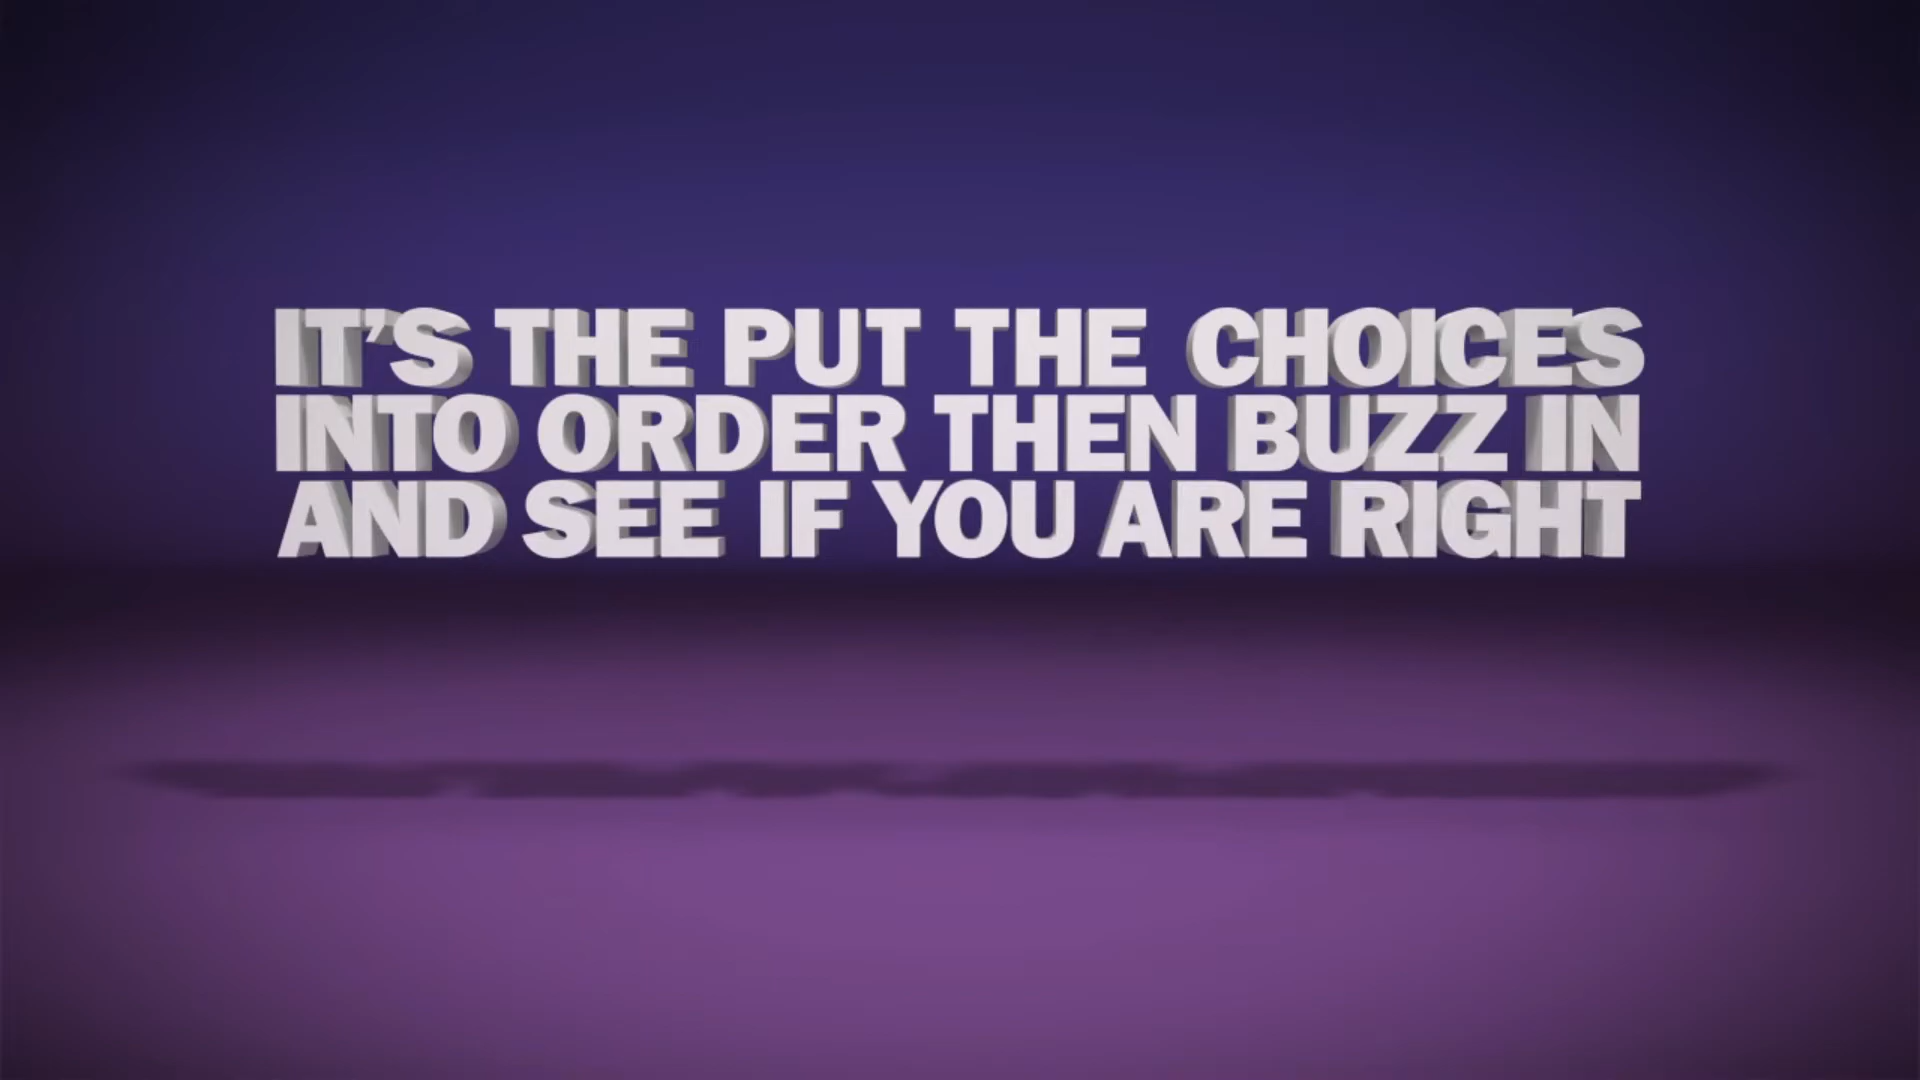 IT'S THE PUT THE CHOICES
INTO ORDER THEN BUZZ IN
AND SEE IF YOU ARE RIGHT